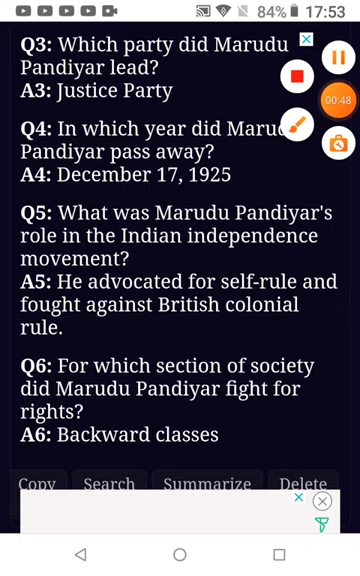 84% 17:53
Q3: Which party did Marudu
Pandiyar lead?
A3: Justice Party
00:48
Q4: In which year did
Pandiyar pass away?
A4: December 17, 1925
Q5: What was Marudu Pandiyar's
role in the Indian independence
movement?
A5: He advocated for self-rule and
fought against British colonial
rule.
Q6: For which section of society
did Marudu Pandiyar fight for
rights?
A6: Backward classes
Copy Search Summarize Delete